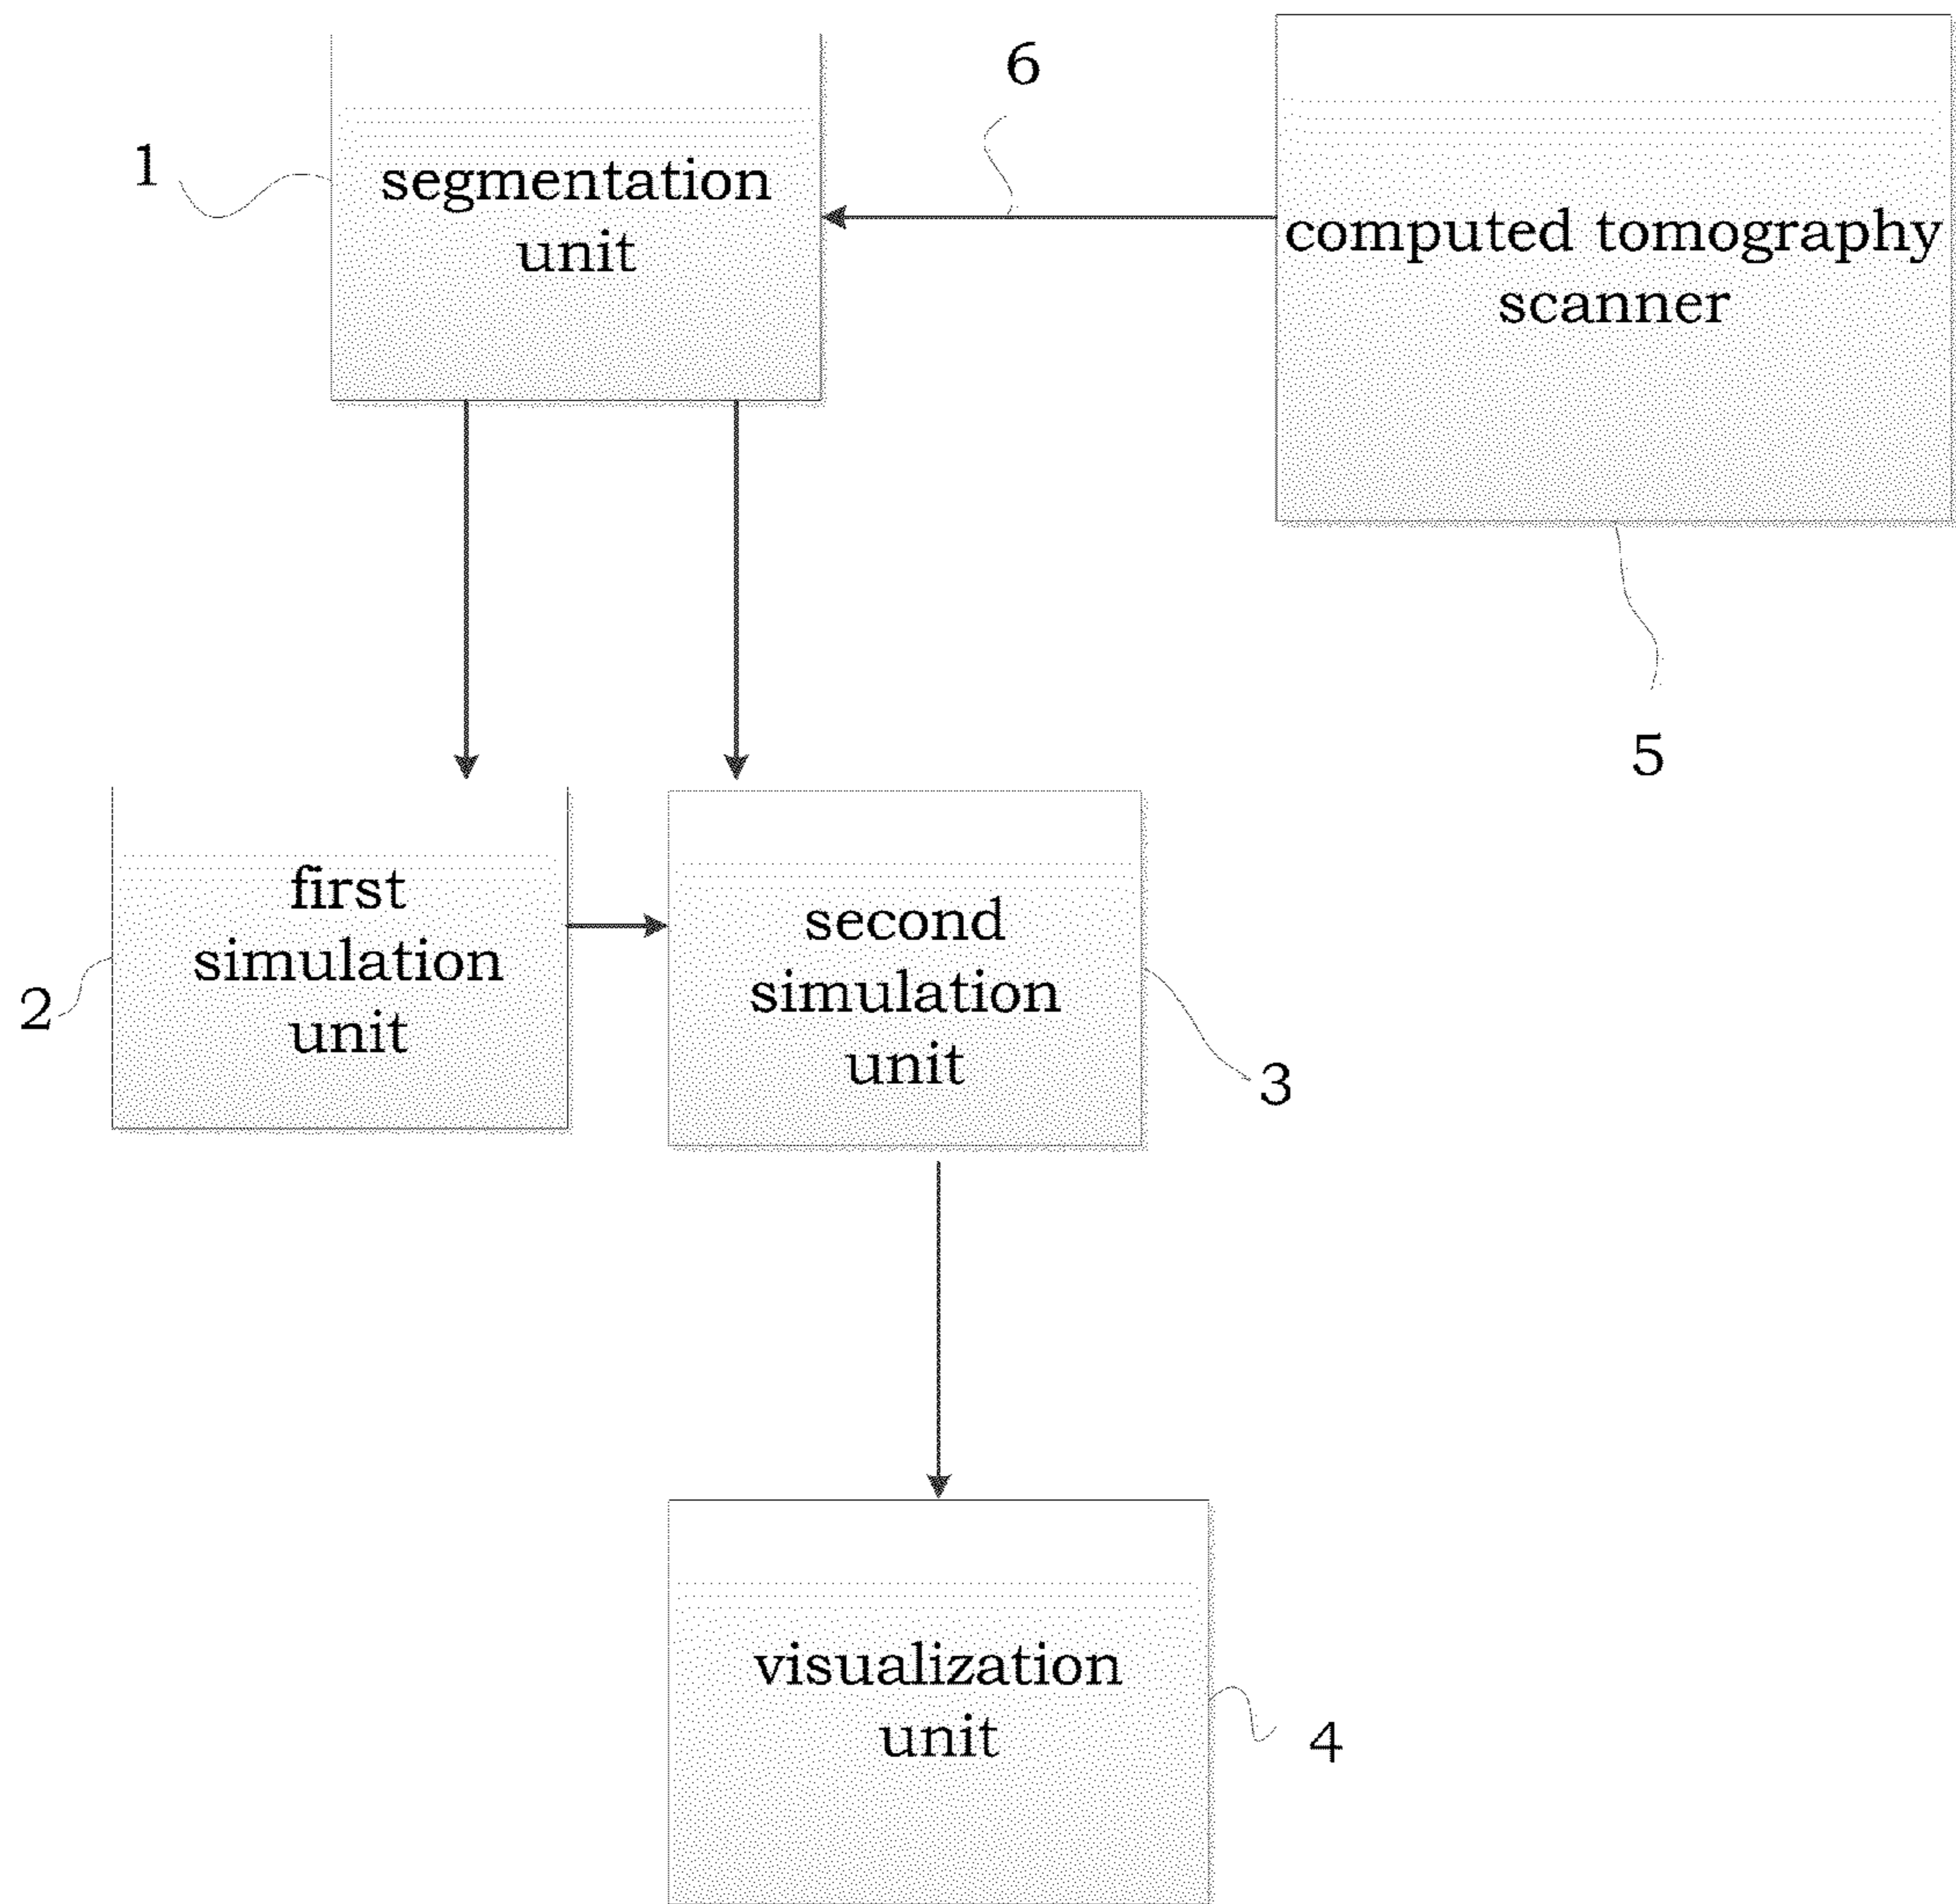 6
1
segmentation
unit
computed tomography
scanner
5
first
simulation
unit
2
second
simulation
unit
3
visualization
unit
4